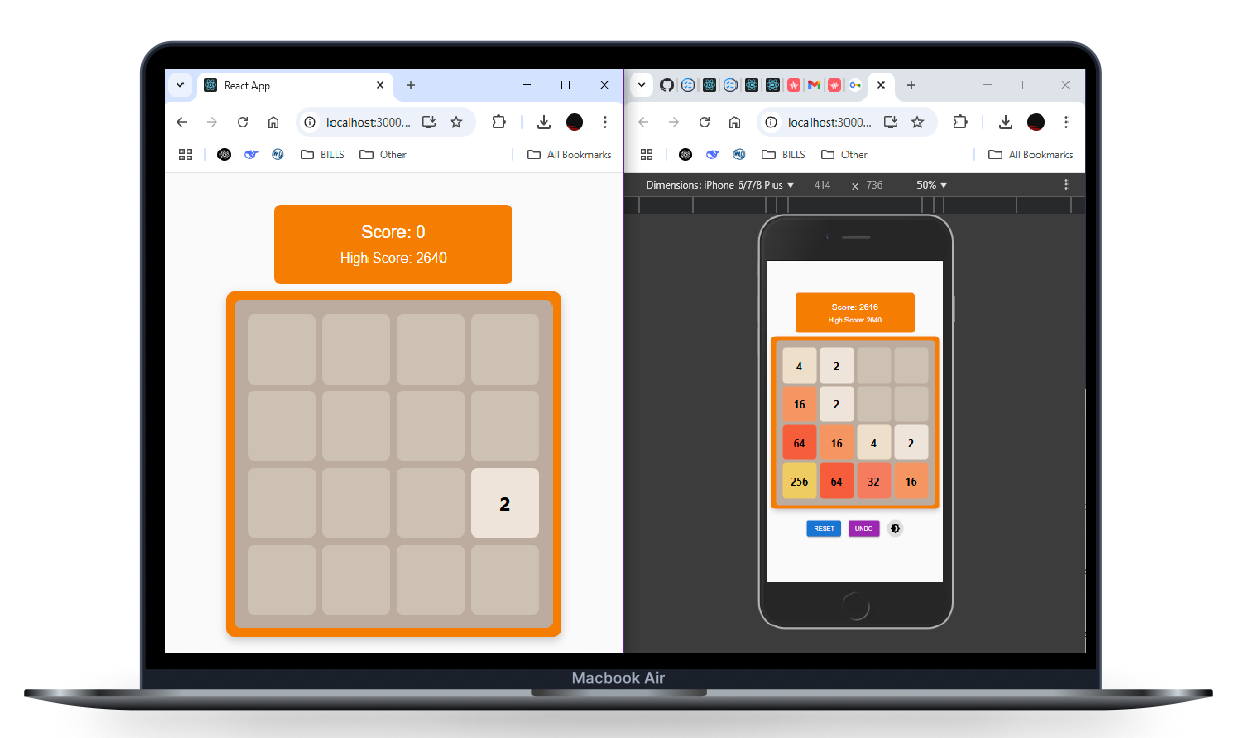 React App
localhost:3000...
BILLS
Other
All Bookmarks
Score: 0
High Score: 2640
2
localhost:3000...
BILLS
Other
All Bookmarks
Dimensions: iPhone 6/7/8 Plus
414 x 736
50%
Score: 2616
High Score: 2640
4 2
16 2
64 16 4 2
256 64 32 16
RESET UNDO
Macbook Air